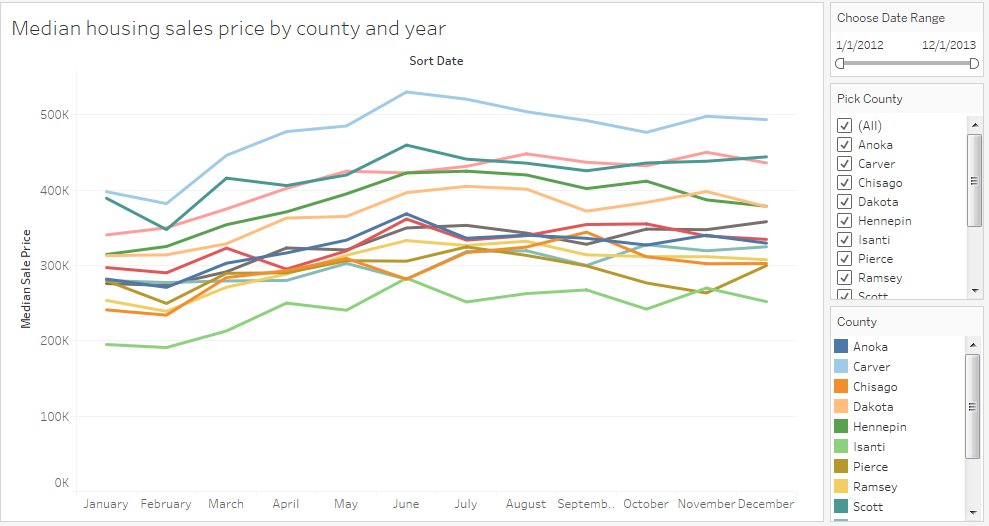 Median housing sales price by county and year
Sort Date
500K
400K
300K
200K
100K
0K
Median Sale Price
January February March April May June July August Septemb.. October November December
Choose Date Range
1/1/2012 12/1/2013
Pick County
(All)
Anoka
Carver
Chisago
Dakota
Hennepin
Isanti
Pierce
Ramsey
Scott
County
Anoka
Carver
Chisago
Dakota
Hennepin
Isanti
Pierce
Ramsey
Scott